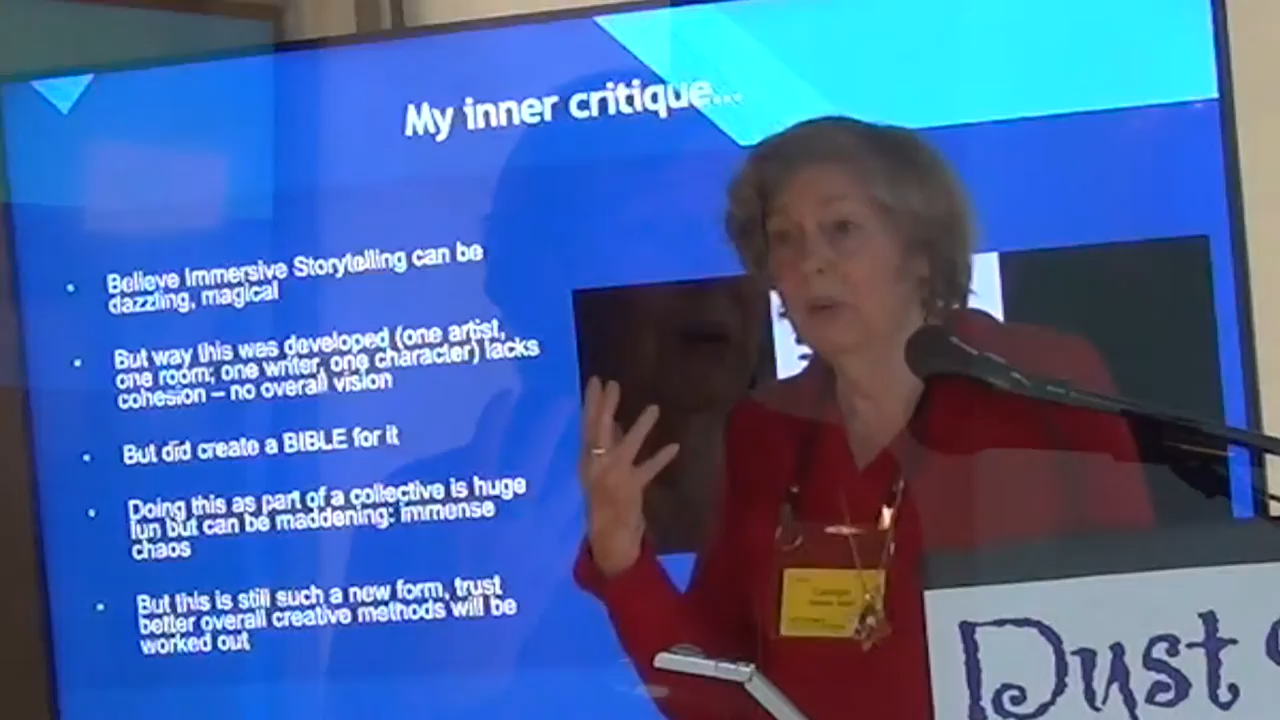 My inner critique...
Believe Immersive Storytelling can be
dazzling, magical
But way this was developed (one artist,
one room; one writer, one character) lacks
cohesion – no overall vision
But did create a BIBLE for it
Doing this as part of a collective is huge
fun but can be maddening: immense
chaos
But this is still such a new form, trust
better overall creative methods will be
worked out
Dust